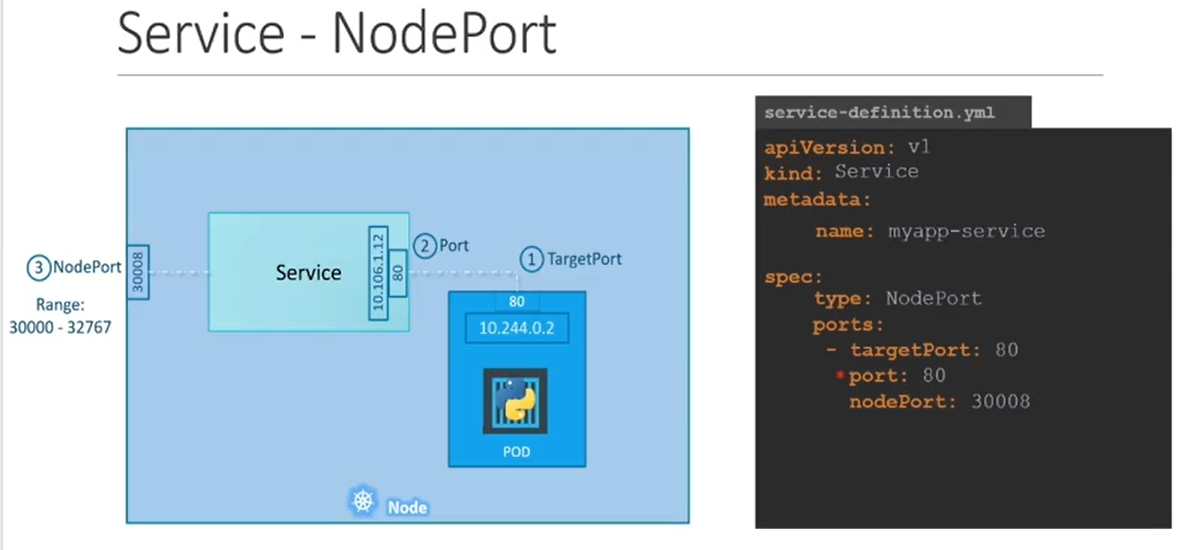 Service - NodePort
3 NodePort
Range:
30000 - 32767
30008
Service
10.106.1.12
80
2 Port
1 TargetPort
80
10.244.0.2
POD
Node
service-definition.yml
apiVersion: v1
kind: Service
metadata:
name: myapp-service
spec:
type: NodePort
ports:
- targetPort: 80
*port: 80
nodePort: 30008